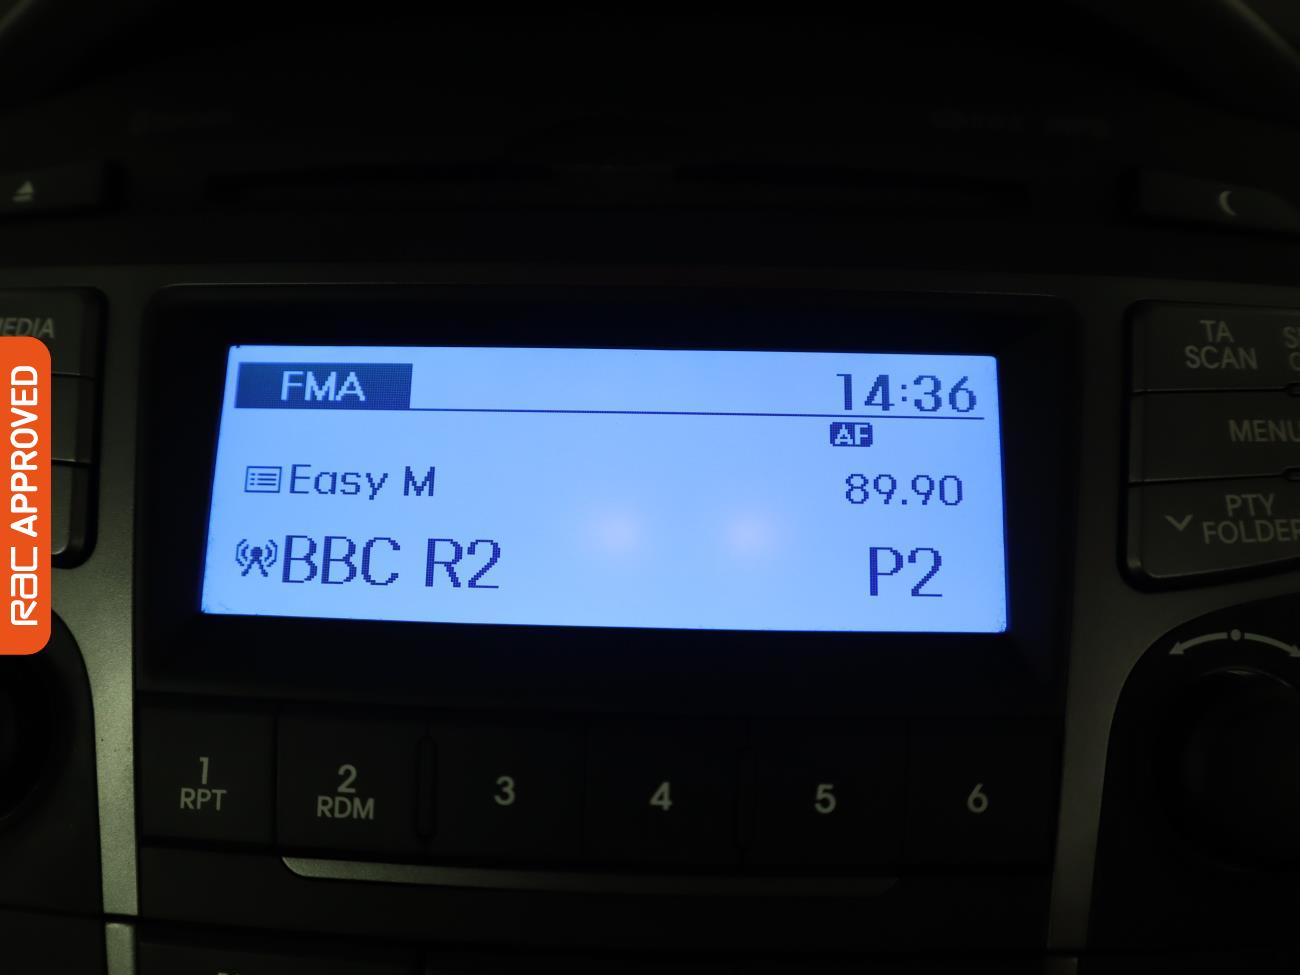 MEDIA
TA
SCAN
MENU
PTY
FOLDER
FMA
14:36
AF
Easy M
89.90
BBC R2
P2
1
RPT
2
RDM
3
4
5
6
RAC APPROVED